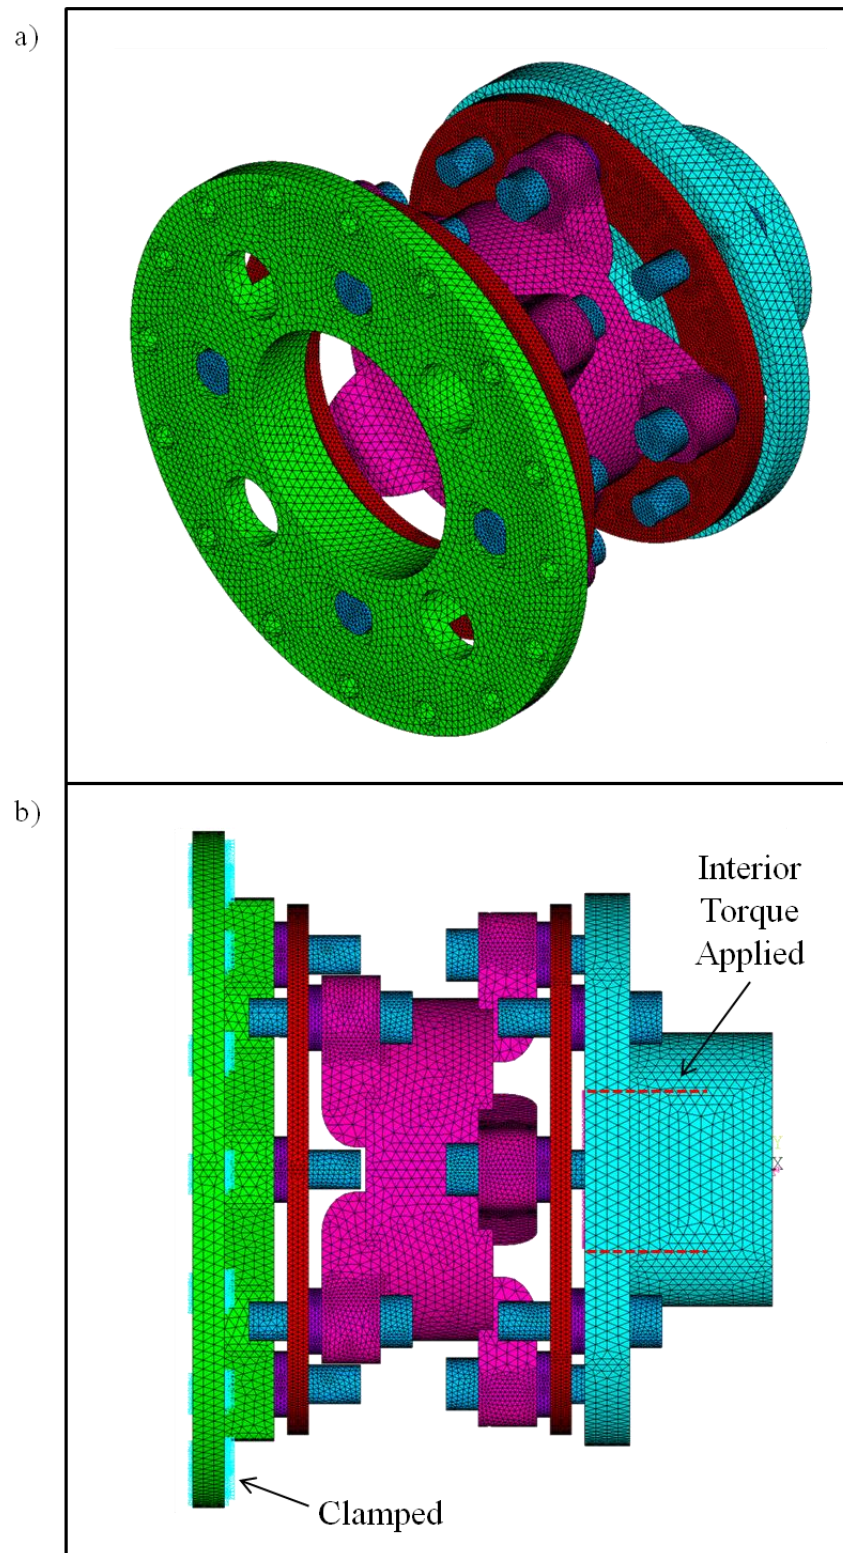 a)
b)
Interior
Torque
Applied
Y
X
Clamped